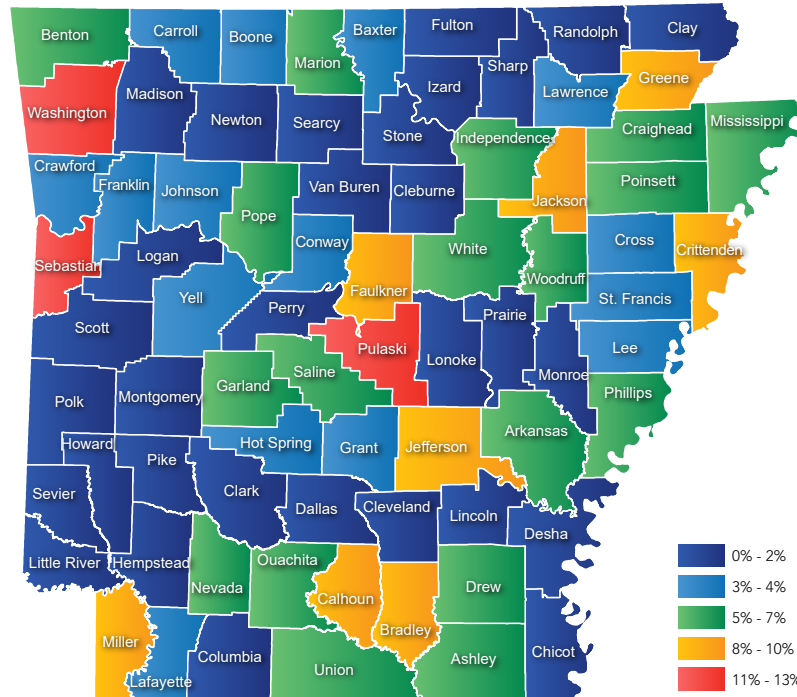 Benton
Carroll
Boone
Marion
Baxter
Fulton
Randolph
Clay
Sharp
Izard
Washington
Madison
Newton
Searcy
Stone
Lawrence
Greene
Independence
Craighead
Mississippi
Crawford
Franklin
Johnson
Pope
Van Buren
Cleburne
Jackson
Poinsett
Sebastian
Logan
Conway
White
Woodruff
Cross
Crittenden
Yell
Faulkner
St. Francis
Scott
Perry
Prairie
Pulaski
Lonoke
Monroe
Lee
Polk
Montgomery
Garland
Saline
Phillips
Howard
Pike
Hot Spring
Grant
Jefferson
Arkansas
Sevier
Clark
Dallas
Cleveland
Lincoln
Desha
Little River
Hempstead
Nevada
Ouachita
Calhoun
Bradley
Drew
Miller
Lafayette
Columbia
Union
Ashley
Chicot
0% - 2%
3% - 4%
5% - 7%
8% - 10%
11% - 13%